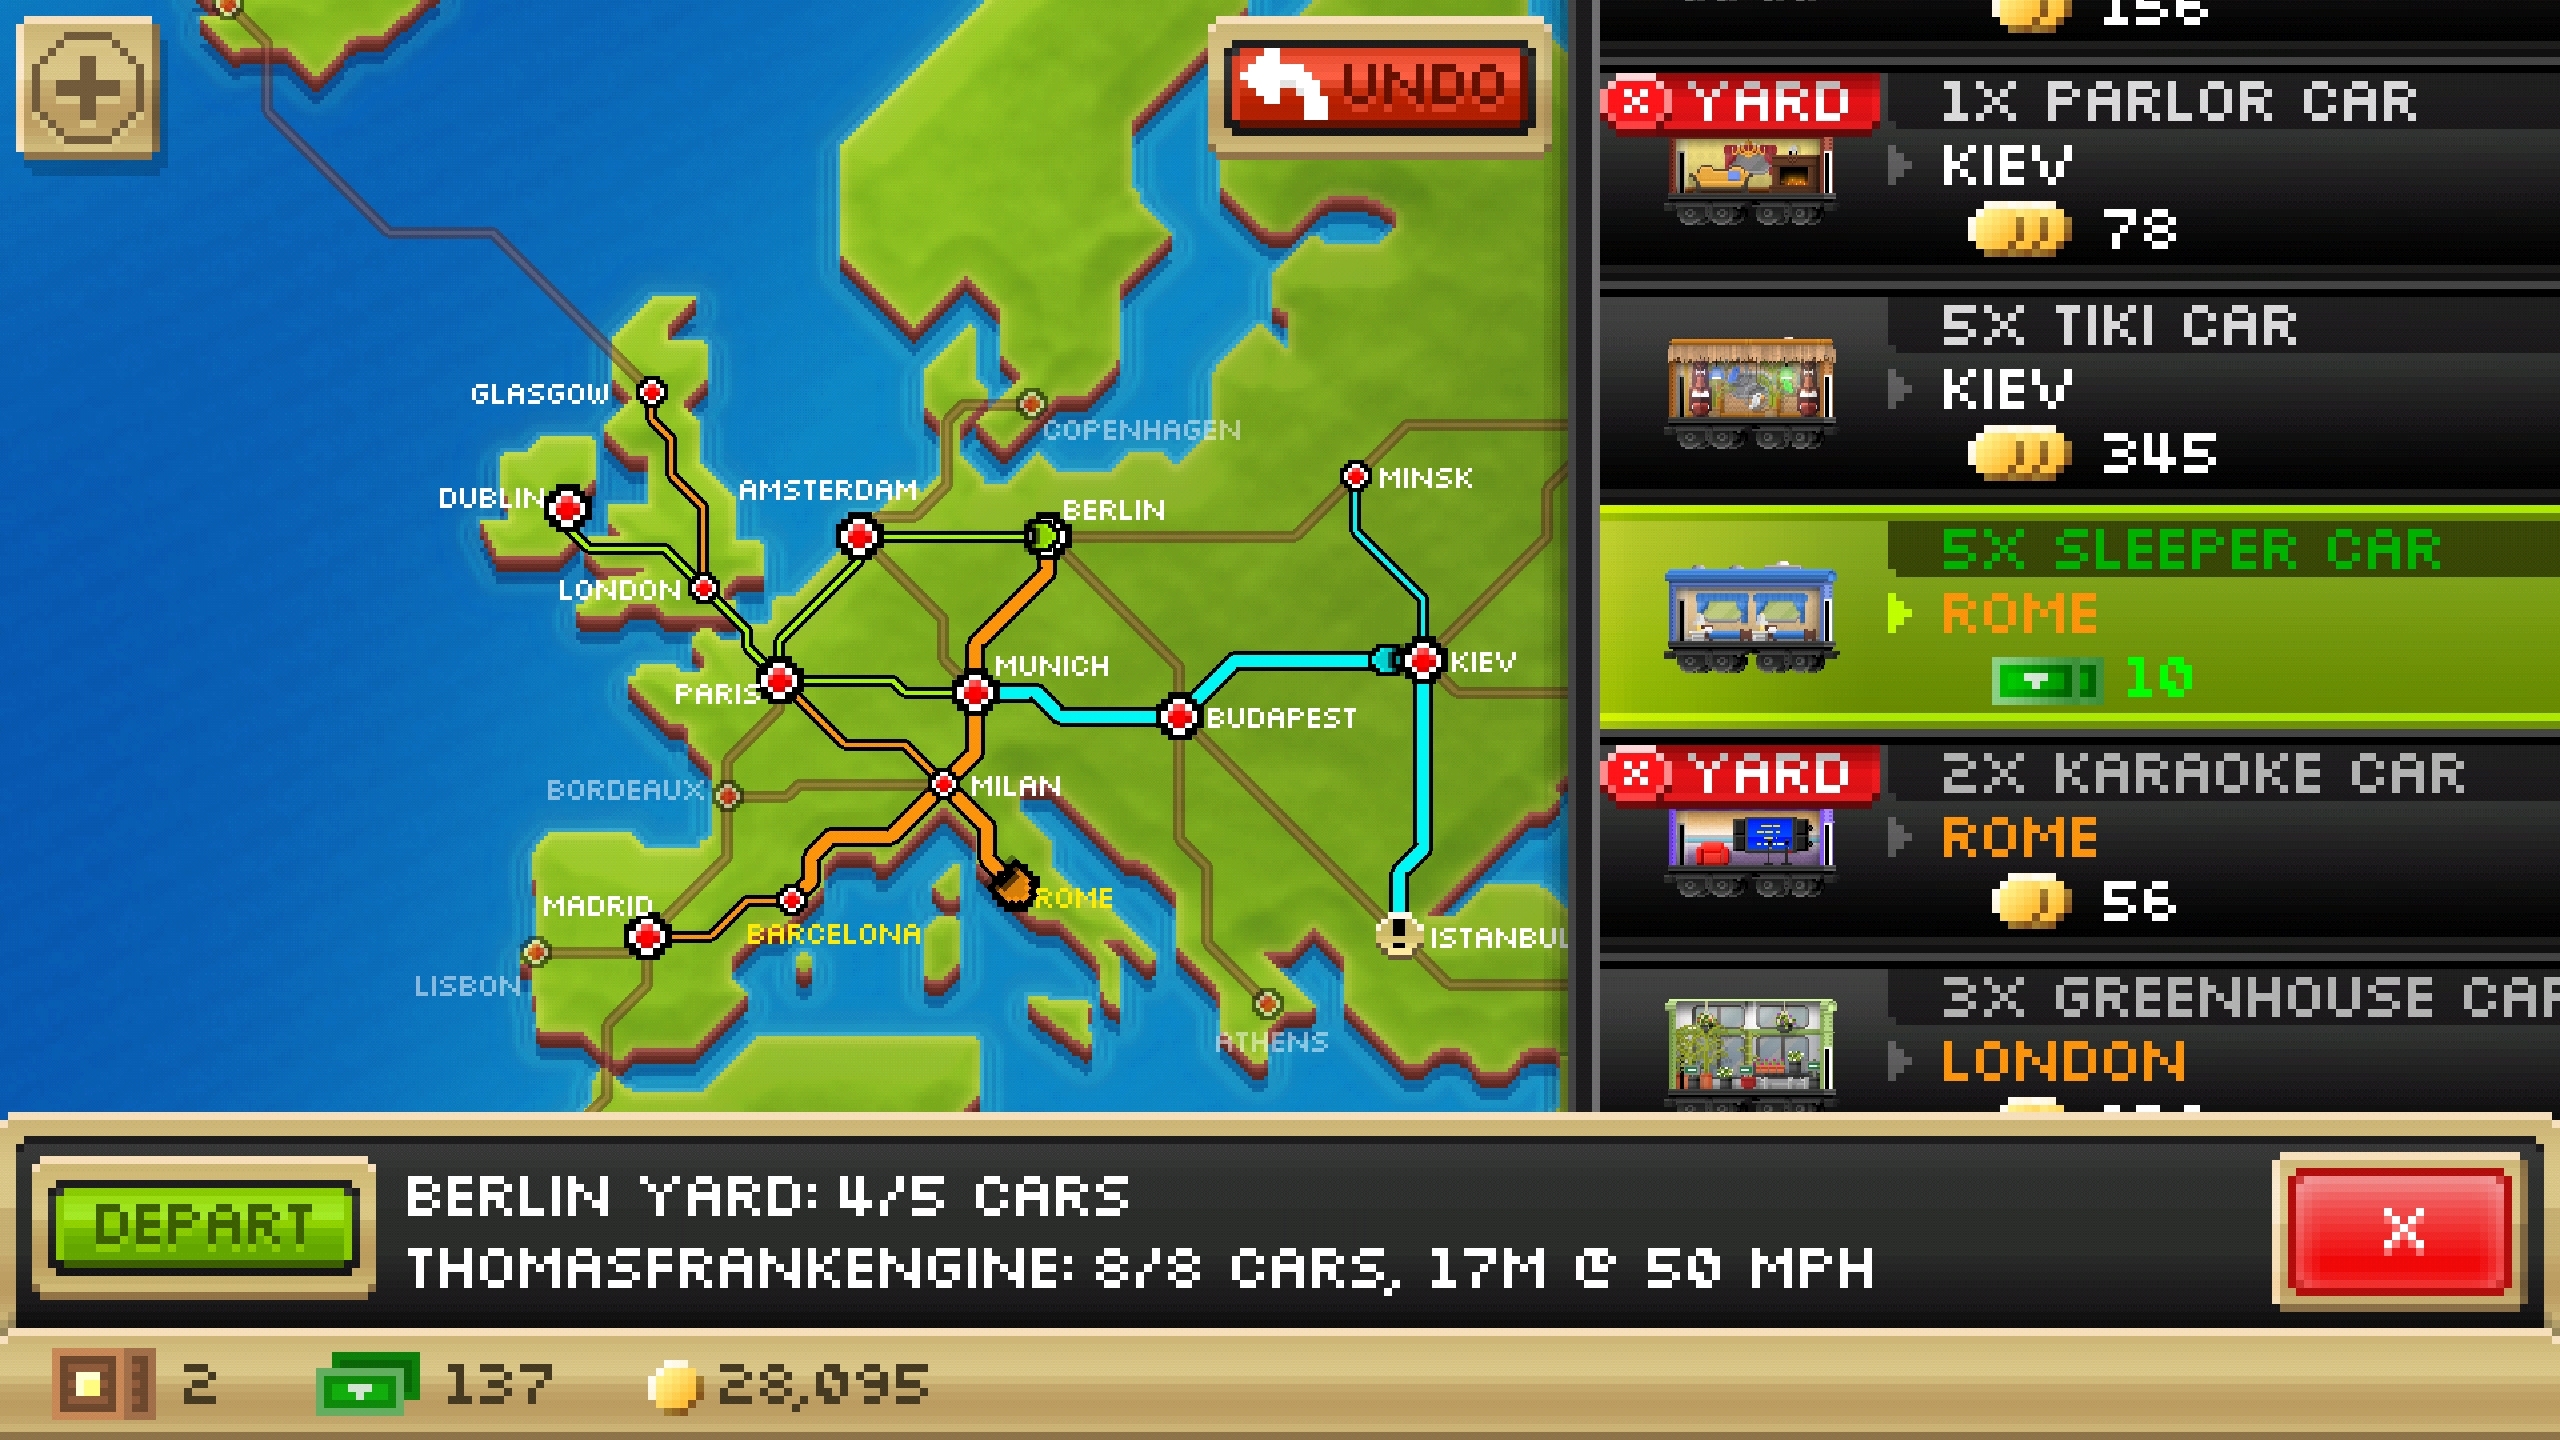 156
UNDO
YARD
1X PARLOR CAR
KIEV
78
5X TIKI CAR
KIEV
345
5X SLEEPER CAR
ROME
10
YARD
2X KARAOKE CAR
ROME
56
3X GREENHOUSE CAR
LONDON
GLASGOW
COPENHAGEN
DUBLIN
AMSTERDAM
BERLIN
MINSK
LONDON
PARIS
MUNICH
KIEV
BUDAPEST
BORDEAUX
MILAN
MADRID
ROME
BARCELONA
ISTANBUL
LISBON
ATHENS
DEPART
BERLIN YARD: 4/5 CARS
THOMASFRANKENGINE: 8/8 CARS, 17M @ 50 MPH
X
2
137
28,095